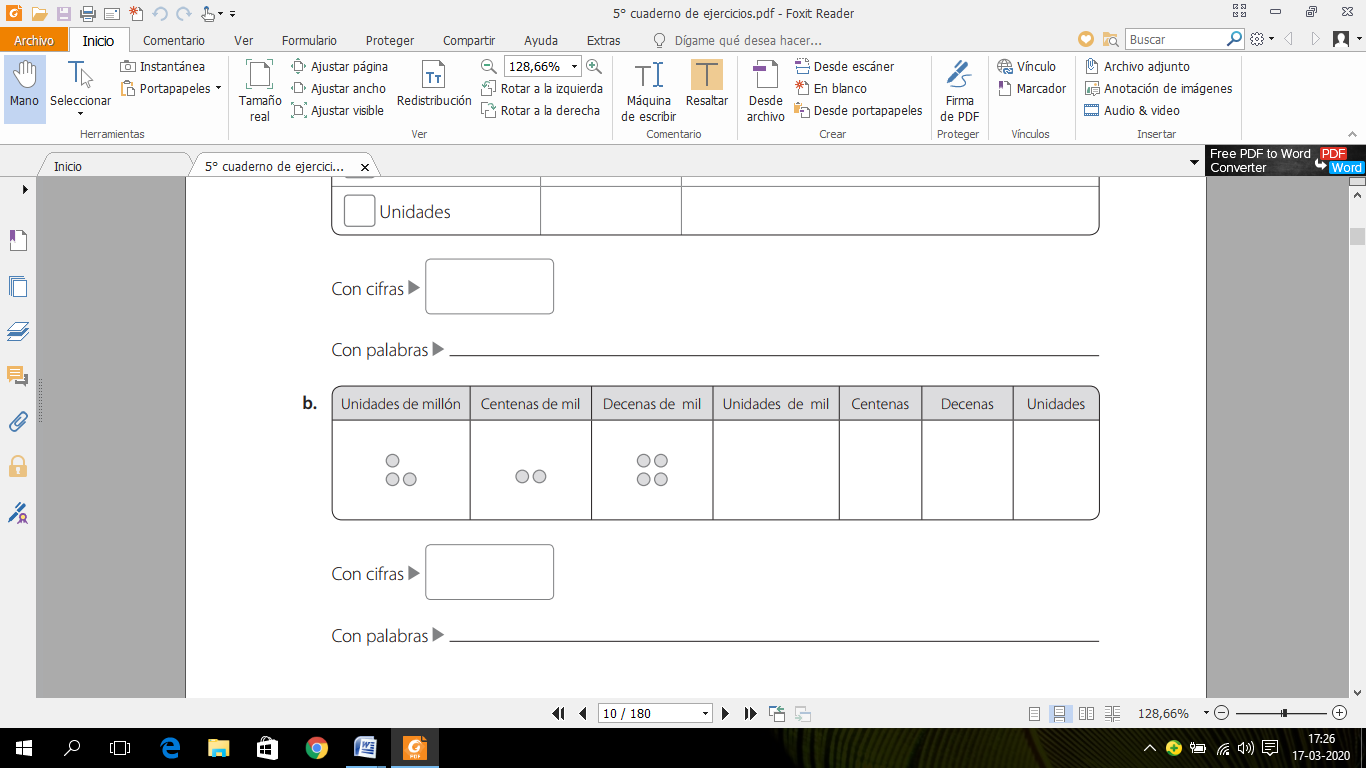 5° cuaderno de ejercicios.pdf - Foxit Reader
Archivo Inicio Comentario Ver Formulario Proteger Compartir Ayuda Extras Dígame qué desea hacer... Buscar
Mano
Seleccionar
Instantánea
Portapapeles
Herramientas
Tamaño real
Ajustar página
Ajustar ancho
Ajustar visible
Redistribución
128,66%
Rotar a la izquierda
Rotar a la derecha
Ver
Máquina de escribir
Resaltar
Comentario
Desde archivo
Desde escáner
En blanco
Desde portapapeles
Crear
Firma de PDF
Proteger
Vínculo
Marcador
Vínculos
Archivo adjunto
Anotación de imágenes
Audio & video
Insertar
Inicio 5° cuaderno de ejercici...
Free PDF to Word PDF
Converter Word
Unidades
Con cifras
Con palabras
b. Unidades de millón Centenas de mil Decenas de mil Unidades de mil Centenas Decenas Unidades
Con cifras
Con palabras
10 / 180 128,66%
17:26
17-03-2020